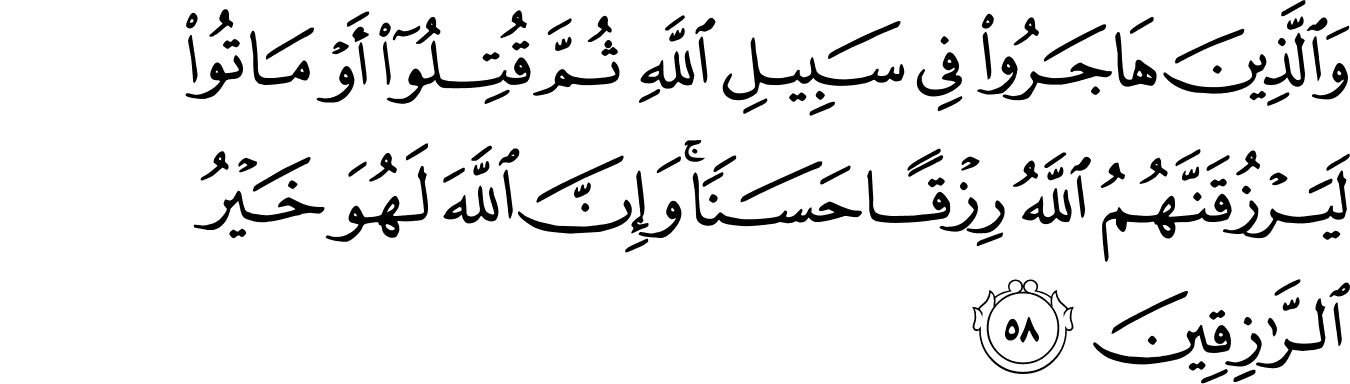 وَٱلَّذِينَ هَاجَرُوا۟ فِى سَبِيلِ ٱللَّهِ ثُمَّ قُتِلُوٓا۟ أَوْ مَاتُوا۟
لَيَرْزُقَنَّهُمُ ٱللَّهُ رِزْقًا حَسَنًا ۚ وَإِنَّ ٱللَّهَ لَهُوَ خَيْرُ
ٱلرَّٰزِقِينَ ٥٨